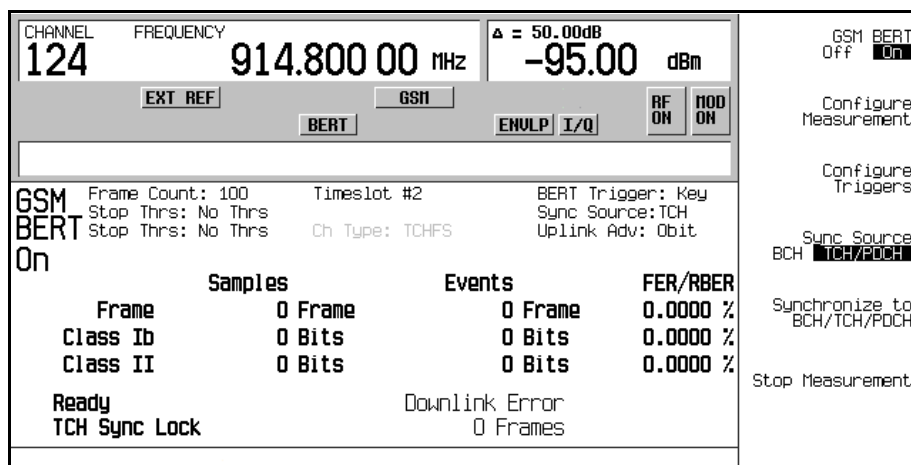 CHANNEL FREQUENCY Δ = 50.00dB
124 914.800 00 MHz -95.00 dBm
EXT REF GSM RF ON MOD ON
BERT ENVLP I/Q
GSM BERT On
Frame Count: 100 Timeslot #2 BERT Trigger: Key
Stop Thrs: No Thrs Sync Source:TCH
Stop Thrs: No Thrs Ch Type: TCHFS Uplink Adv: 0bit
Samples Events FER/RBER
Frame 0 Frame 0 Frame 0.0000 %
Class Ib 0 Bits 0 Bits 0.0000 %
Class II 0 Bits 0 Bits 0.0000 %
Ready Downlink Error
TCH Sync Lock 0 Frames
GSM BERT
Off On
Configure
Measurement
Configure
Triggers
Sync Source
BCH TCH/PDCH
Synchronize to
BCH/TCH/PDCH
Stop Measurement